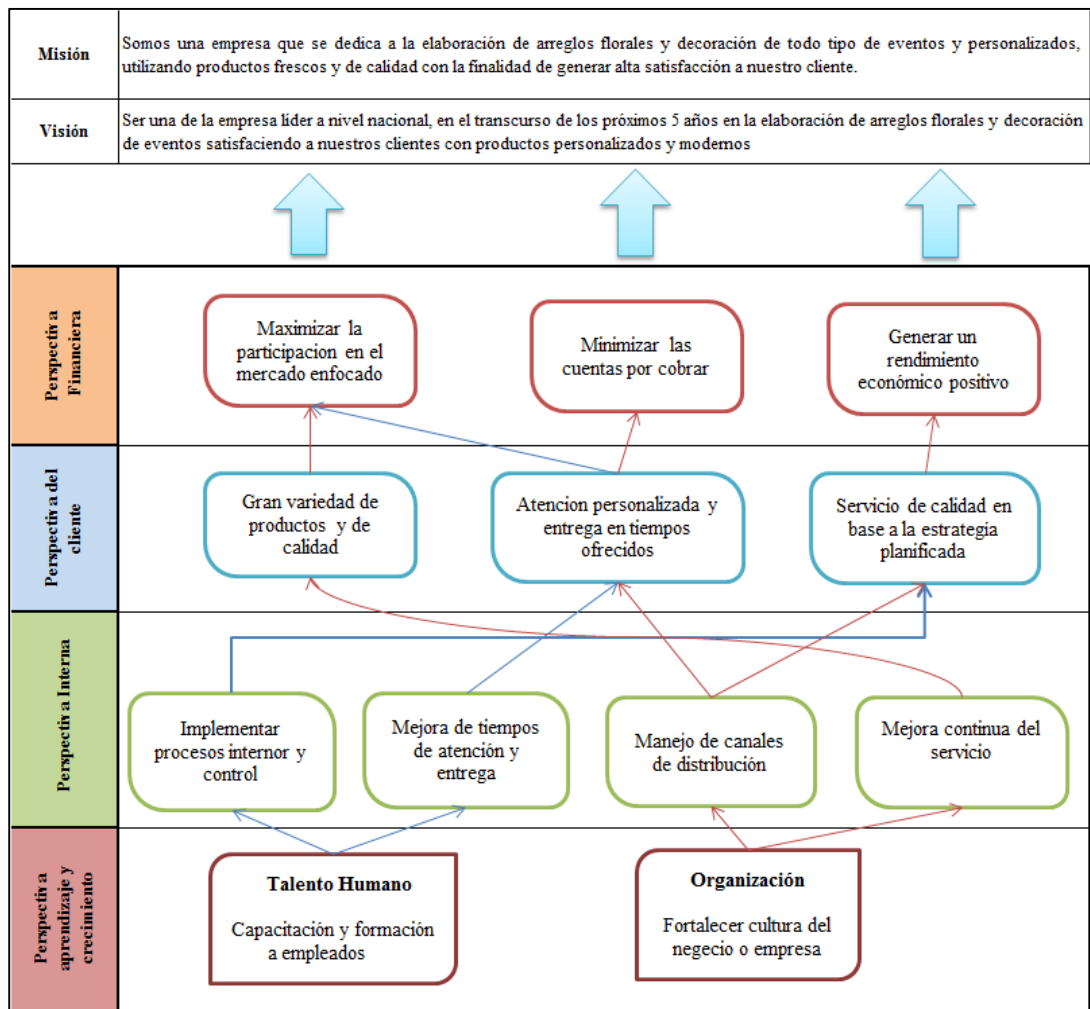 Misión
Somos una empresa que se dedica a la elaboración de arreglos florales y decoración de todo tipo de eventos y personalizados,
utilizando productos frescos y de calidad con la finalidad de generar alta satisfacción a nuestro cliente.
Visión
Ser una de la empresa líder a nivel nacional, en el transcurso de los próximos 5 años en la elaboración de arreglos florales y decoración
de eventos satisfaciendo a nuestros clientes con productos personalizados y modernos
Perspectiva
Financiera
Maximizar la
participacion en el
mercado enfocado
Minimizar las
cuentas por cobrar
Generar un
rendimiento
económico positivo
Perspectiva del
cliente
Gran variedad de
productos y de
calidad
Atencion personalizada y
entrega en tiempos
ofrecidos
Servicio de calidad en
base a la estrategia
planificada
Perspectiva Interna
Implementar
procesos internor y
control
Mejora de tiempos
de atención y
entrega
Manejo de canales
de distribución
Mejora continua del
servicio
Perspectiva
aprendizaje y
crecimiento
Talento Humano
Capacitación y formación
a empleados
Organización
Fortalecer cultura del
negecio o empresa